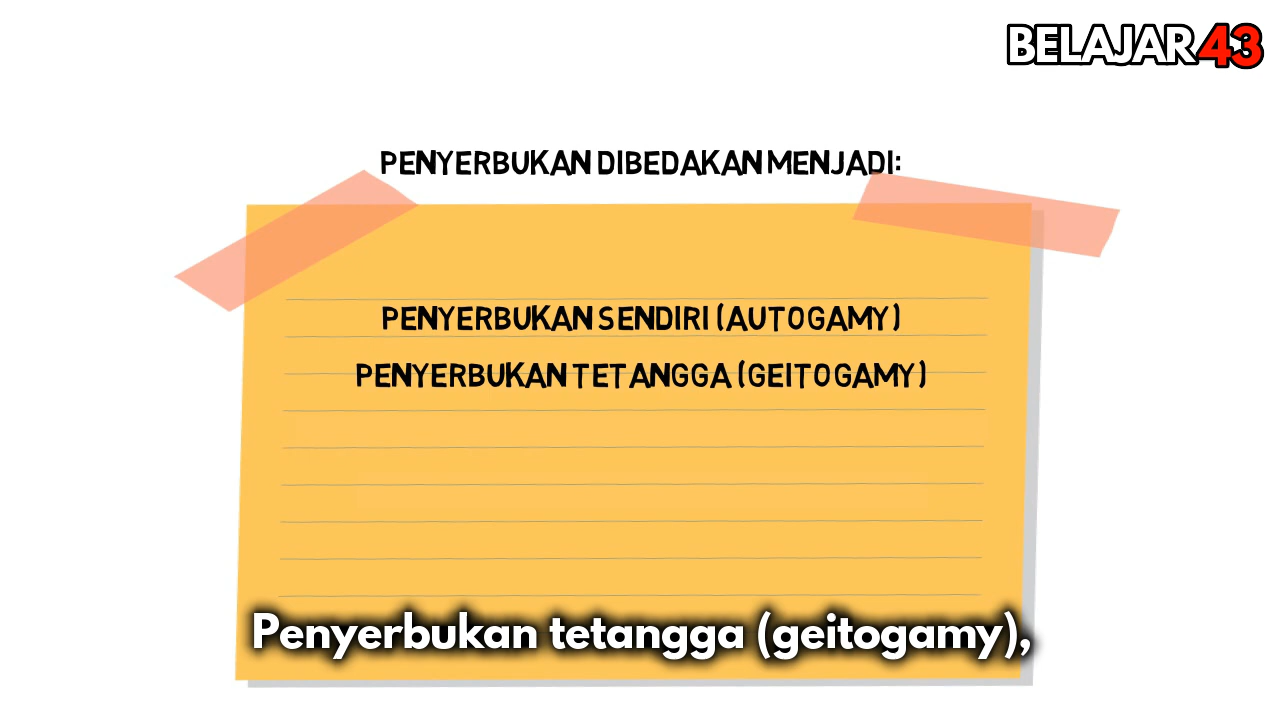 BELAJAR43
PENYERBUKAN DIBEDAKAN MENJADI:
PENYERBUKAN SENDIRI (AUTOGAMY)
PENYERBUKAN TETANGGA (GEITOGAMY)
Penyerbukan tetangga (geitogamy),